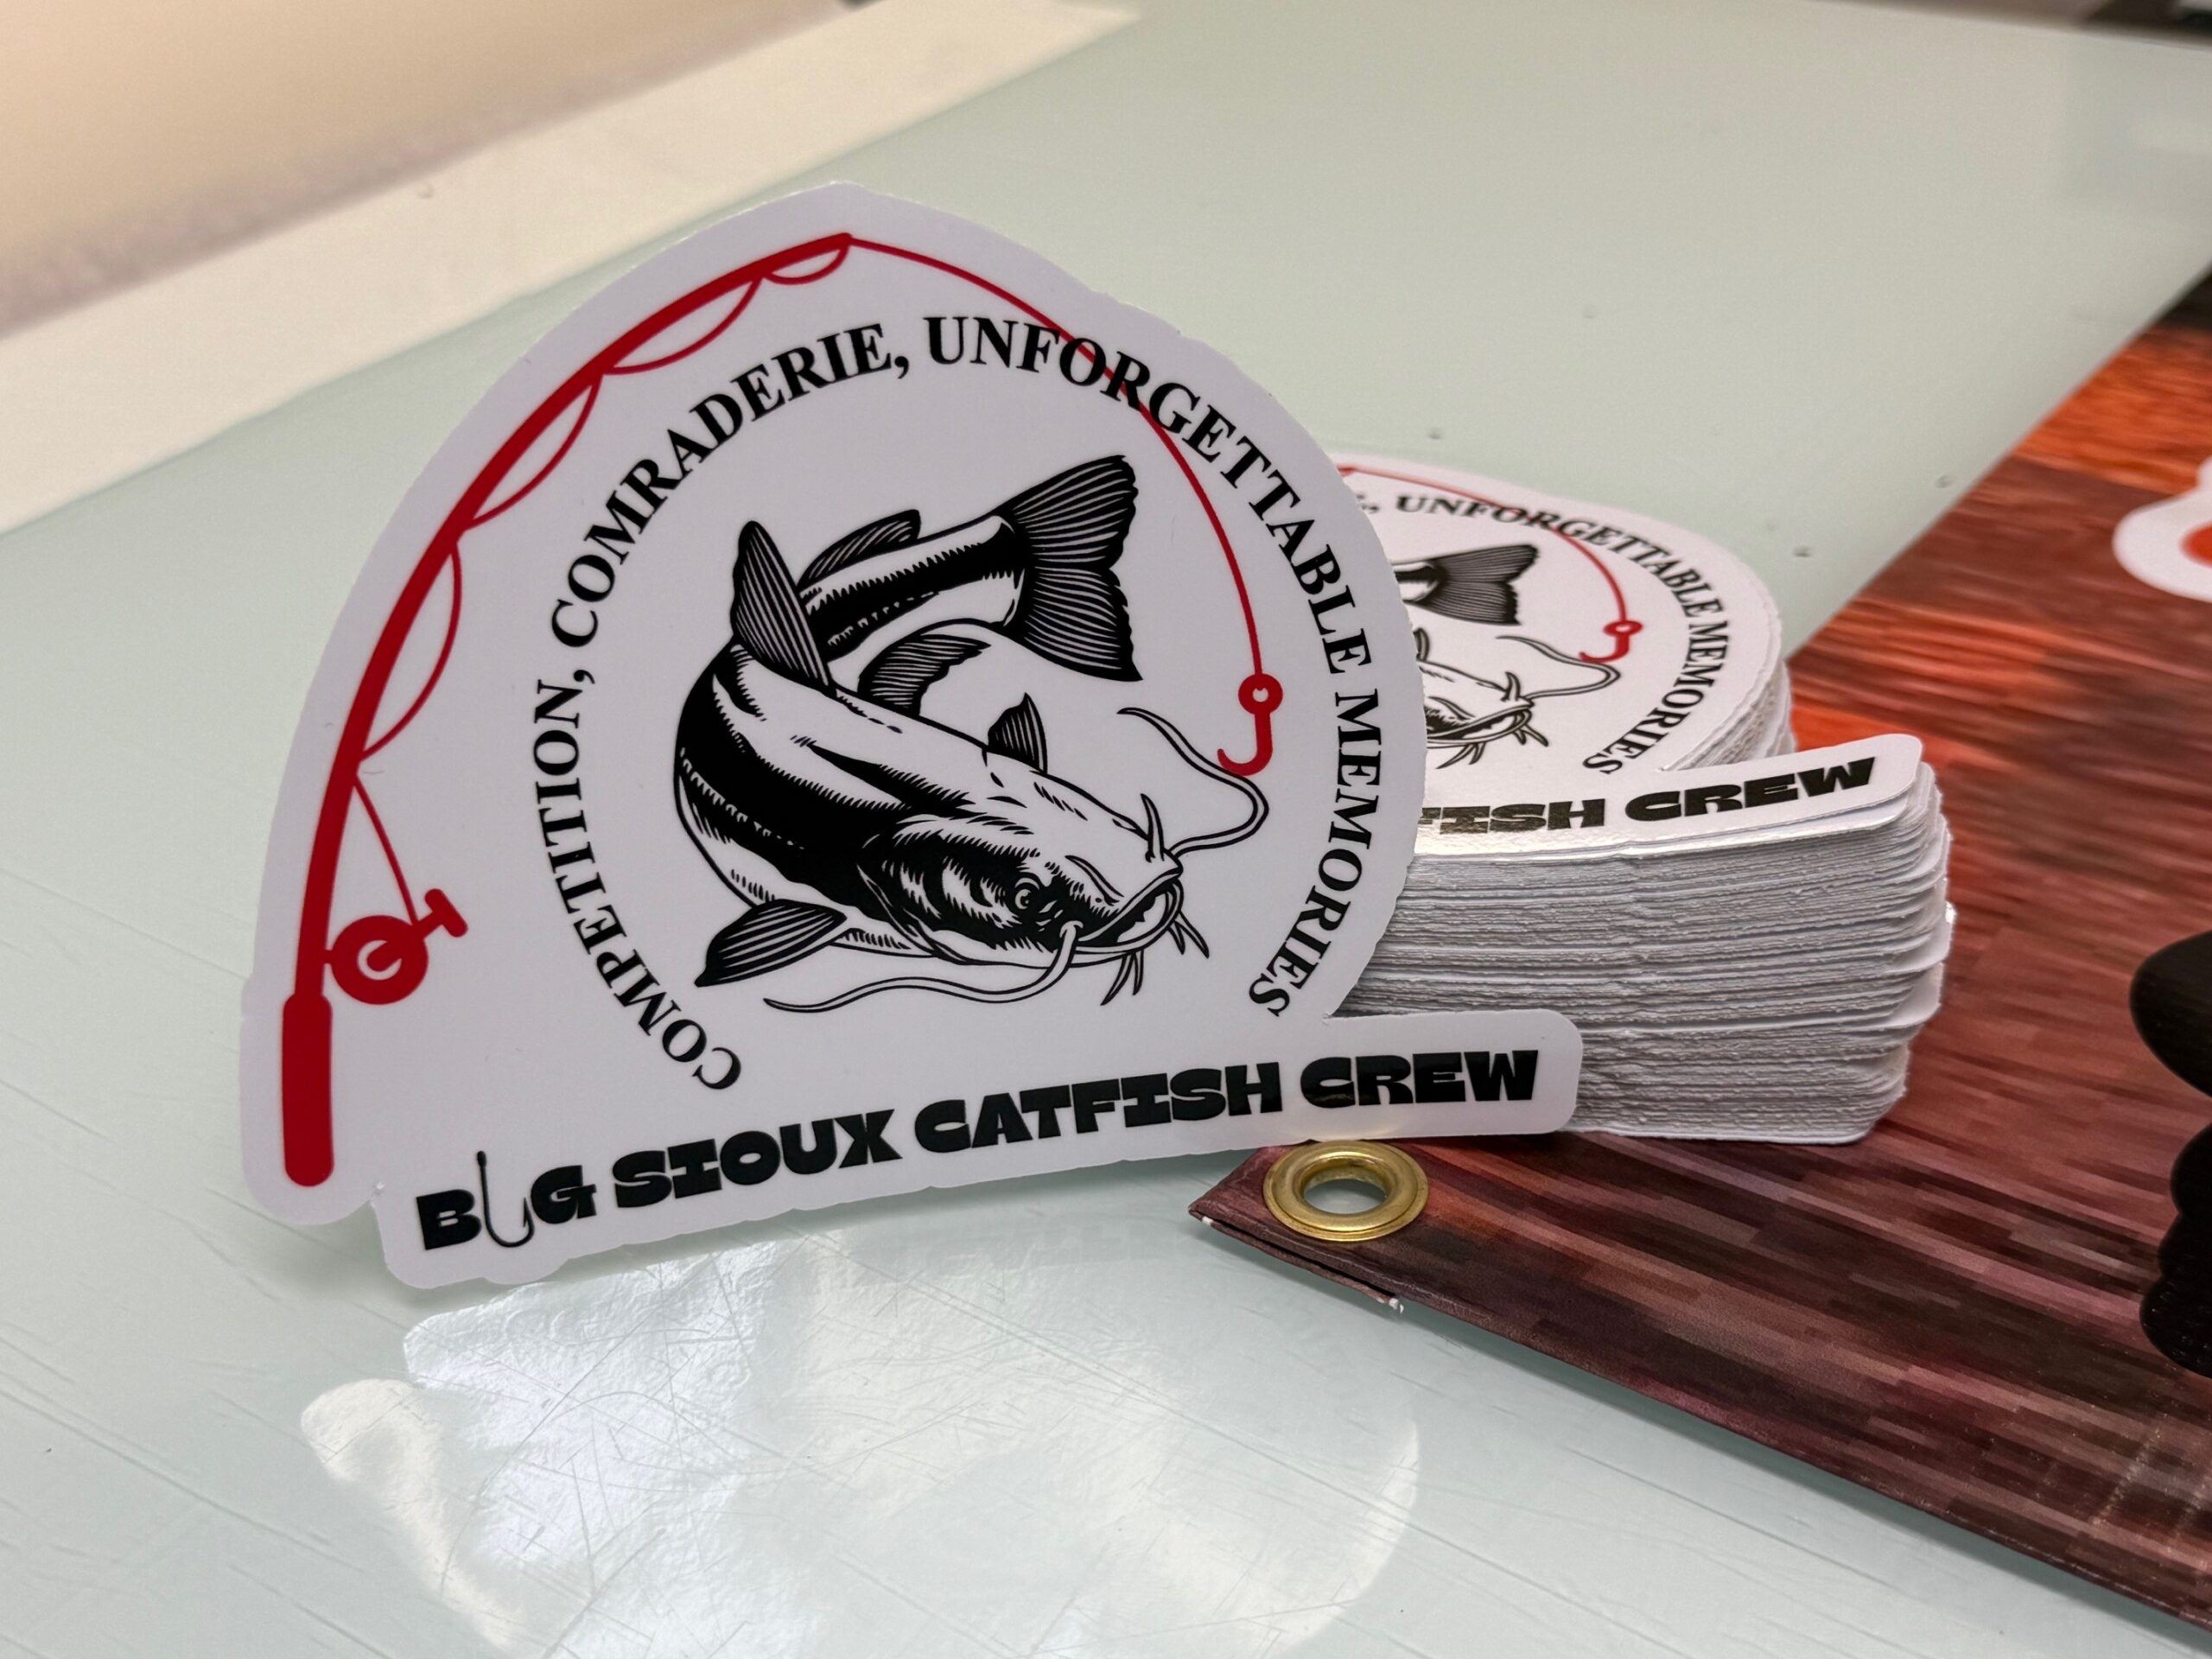 COMPETITION, COMRADERIE, UNFORGETTABLE MEMORIES
BIG SIOUX CATFISH CREW
, UNFORGETTABLE MEMORIES
FISH CREW